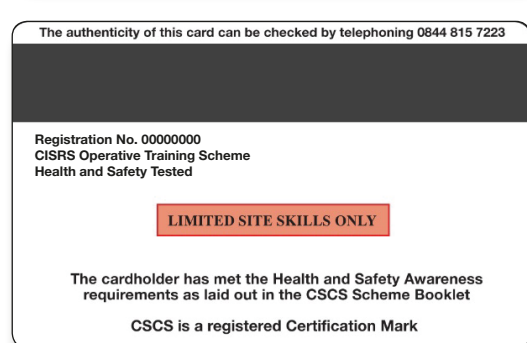 The authenticity of this card can be checked by telephoning 0844 815 7223
Registration No. 00000000
CISRS Operative Training Scheme
Health and Safety Tested
LIMITED SITE SKILLS ONLY
The cardholder has met the Health and Safety Awareness
requirements as laid out in the CSCS Scheme Booklet
CSCS is a registered Certification Mark